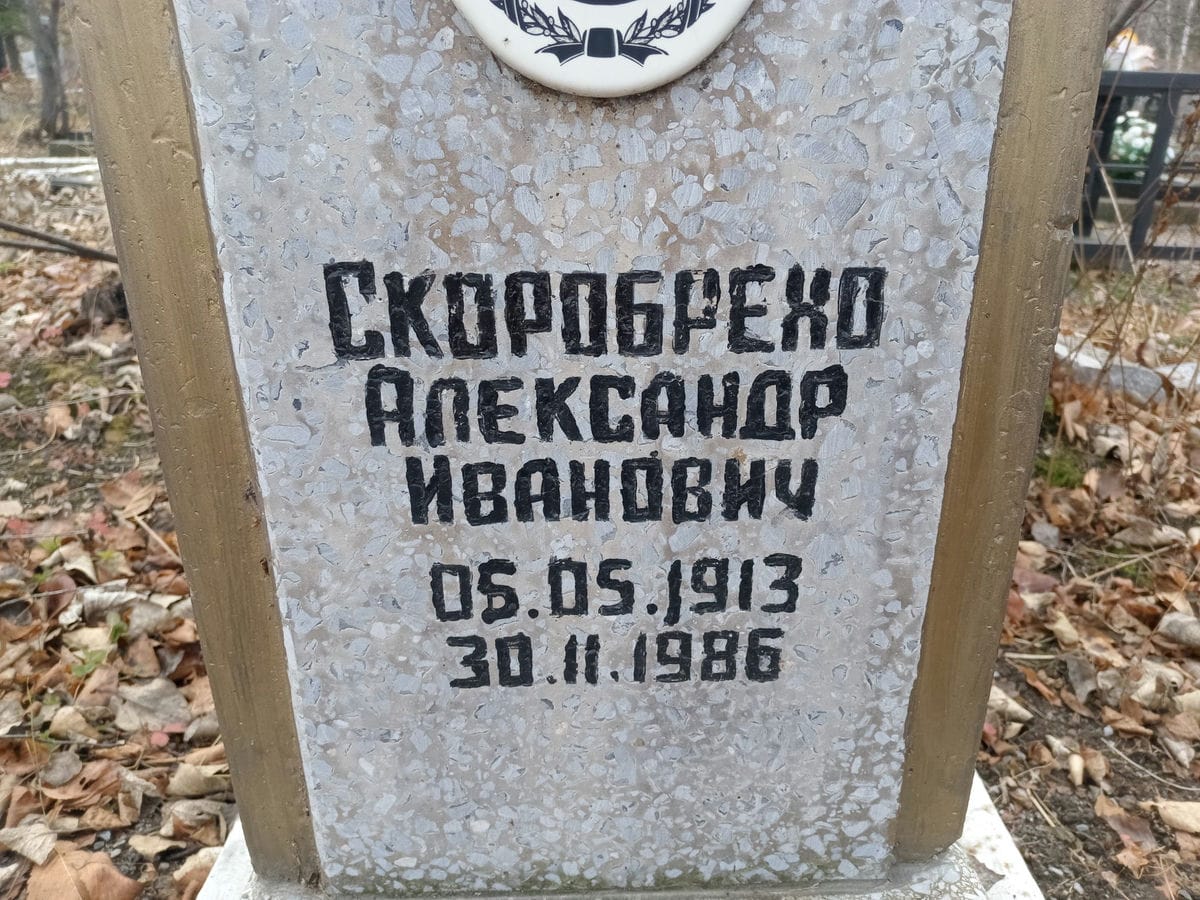 Скоробрехо
Александр
Иванович
05.05.1913
30.11.1986